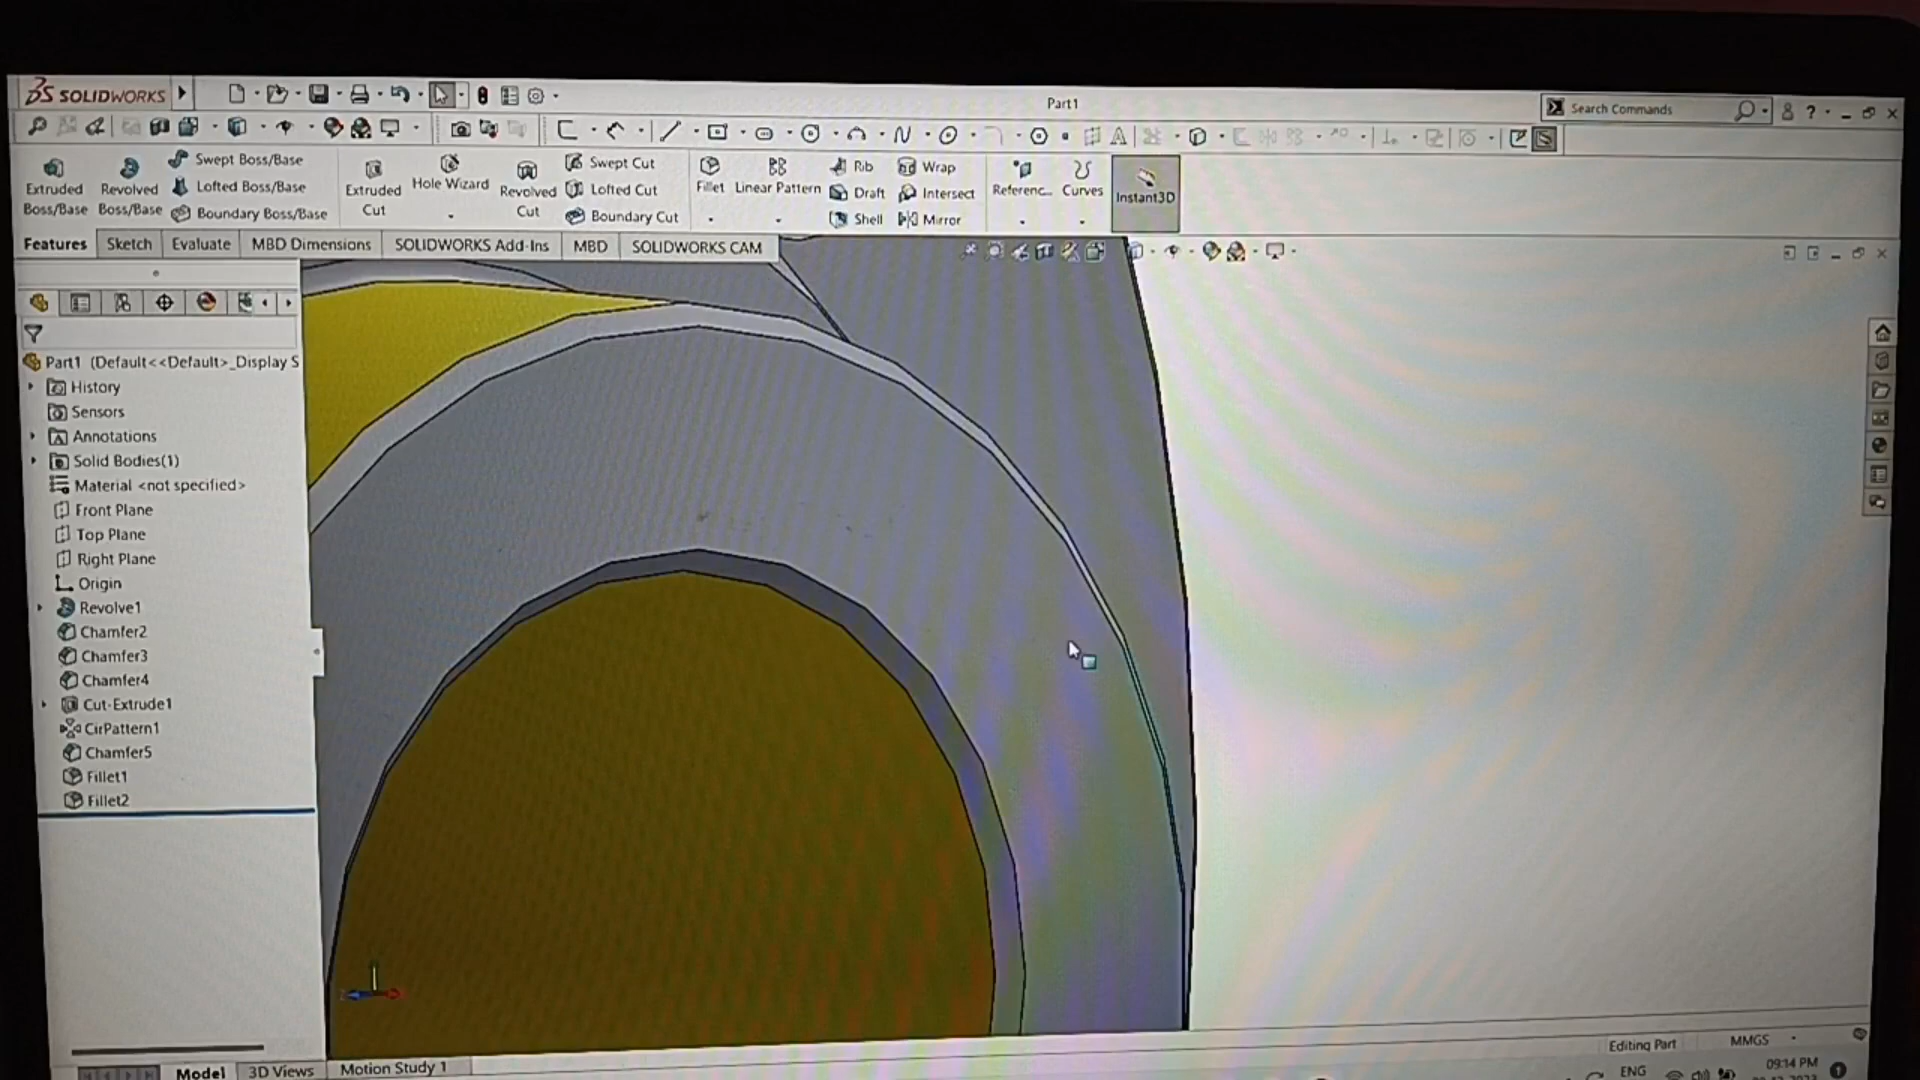 SOLIDWORKS
Part1
Search Commands
Extruded Boss/Base
Revolved Boss/Base
Swept Boss/Base
Lofted Boss/Base
Boundary Boss/Base
Extruded Cut
Hole Wizard
Revolved Cut
Swept Cut
Lofted Cut
Boundary Cut
Fillet
Linear Pattern
Rib
Draft
Shell
Wrap
Intersect
Mirror
Referenc...
Curves
Instant3D
Features
Sketch
Evaluate
MBD Dimensions
SOLIDWORKS Add-Ins
MBD
SOLIDWORKS CAM
Part1 (Default<<Default>_Display S
History
Sensors
Annotations
Solid Bodies(1)
Material <not specified>
Front Plane
Top Plane
Right Plane
Origin
Revolve1
Chamfer2
Chamfer3
Chamfer4
Cut-Extrude1
CirPattern1
Chamfer5
Fillet1
Fillet2
Model
3D Views
Motion Study 1
Editing Part
MMGS
ENG
09:14 PM